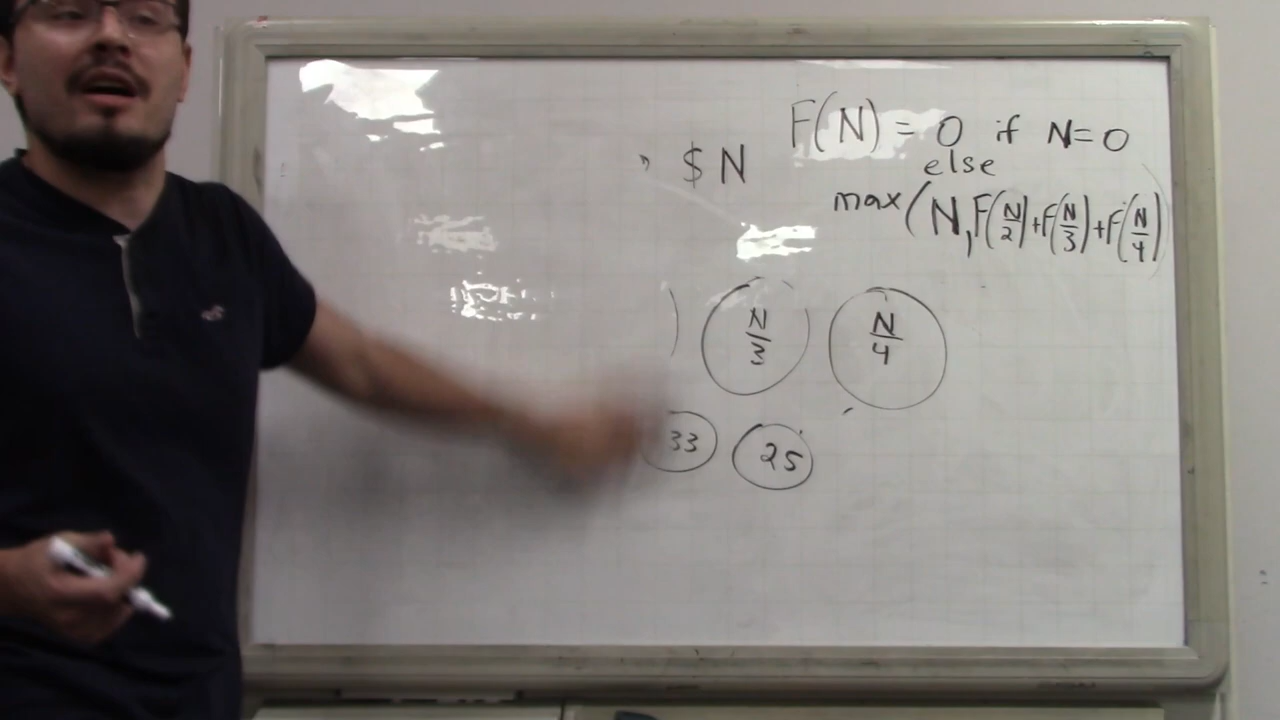 F(N) = 0 if N=0
$ N
else
max(N, F(N/2)+F(N/3)+F(N/4))
N/3 N/4
33 25